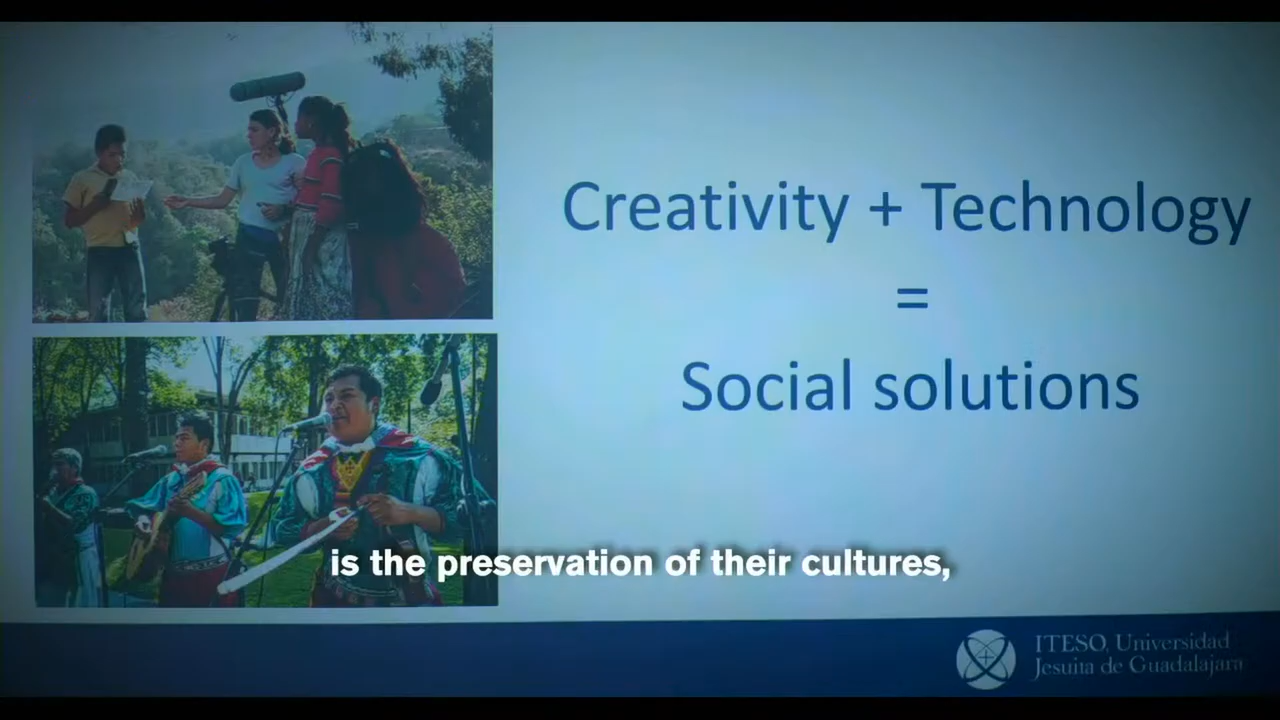 Creativity + Technology
=
Social solutions
is the preservation of their cultures,
ITESO, Universidad
Jesuita de Guadalajara